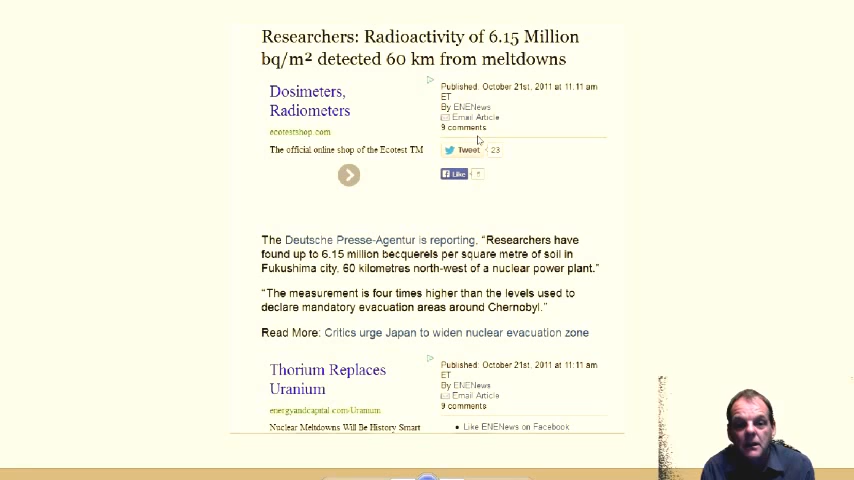 Researchers: Radioactivity of 6.15 Million
bq/m² detected 60 km from meltdowns
Dosimeters,
Radiometers
ecotestshop.com
The official online shop of the Ecotest TM
Published: October 21st, 2011 at 11:11 am
ET
By ENENews
Email Article
9 comments
Tweet 23
Like 6
The Deutsche Presse-Agentur is reporting, “Researchers have
found up to 6.15 million becquerels per square metre of soil in
Fukushima city, 60 kilometres north-west of a nuclear power plant.”
“The measurement is four times higher than the levels used to
declare mandatory evacuation areas around Chernobyl.”
Read More: Critics urge Japan to widen nuclear evacuation zone
Thorium Replaces
Uranium
energyandcapital.com/Uranium
Nuclear Meltdowns Will Be History Smart
Published: October 21st, 2011 at 11:11 am
ET
By ENENews
Email Article
9 comments
• Like ENENews on Facebook